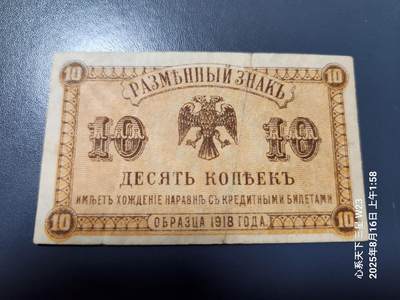 10 10
РАЗМѢННЫЙ ЗНАКЪ
10 10
ДЕСЯТЬ КОПѢЕКЪ
ИМѢЕТЪ ХОЖДЕНІЕ НАРАВНѢ СЪ КРЕДИТНЫМИ БИЛЕТАМИ
ОБРАЗЦА 1918 ГОДА.
10 10
心系天下三星 W23
2025年8月16日 上午1:58